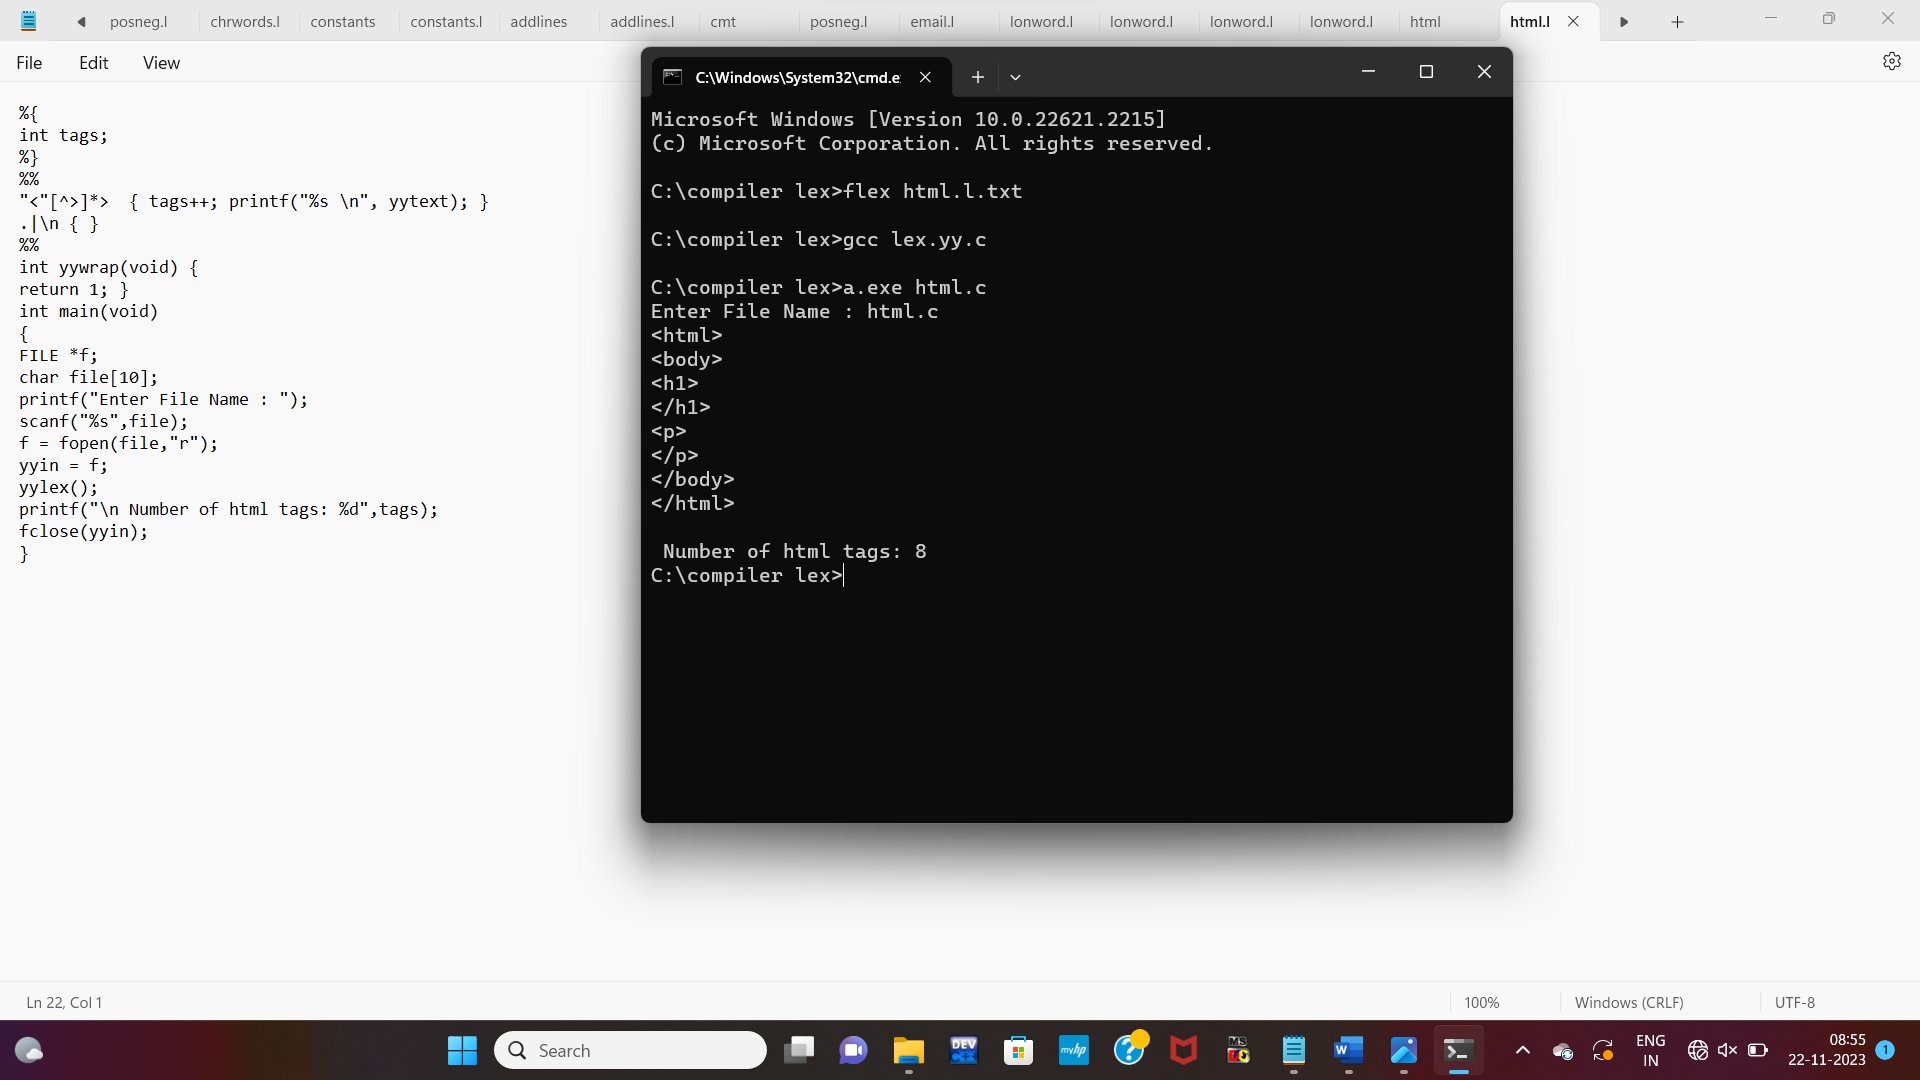 posneg.l chrwords.l constants constants.l addlines addlines.l cmt posneg.l email.l lonword.l lonword.l lonword.l lonword.l html html.l
File Edit View
%{
int tags;
%}
%%
"<"[^>]*> { tags++; printf("%s \n", yytext); }
.|\n { }
%%
int yywrap(void) {
return 1; }
int main(void)
{
FILE *f;
char file[10];
printf("Enter File Name : ");
scanf("%s",file);
f = fopen(file,"r");
yyin = f;
yylex();
printf("\n Number of html tags: %d",tags);
fclose(yyin);
}
C:\Windows\System32\cmd.e
Microsoft Windows [Version 10.0.22621.2215]
(c) Microsoft Corporation. All rights reserved.
C:\compiler lex>flex html.l.txt
C:\compiler lex>gcc lex.yy.c
C:\compiler lex>a.exe html.c
Enter File Name : html.c
<html>
<body>
<h1>
</h1>
<p>
</p>
</body>
</html>
Number of html tags: 8
C:\compiler lex>
Ln 22, Col 1 100% Windows (CRLF) UTF-8
Search
DEV
C++
myhp
?
MS
W
ENG
IN
08:55
22-11-2023
1